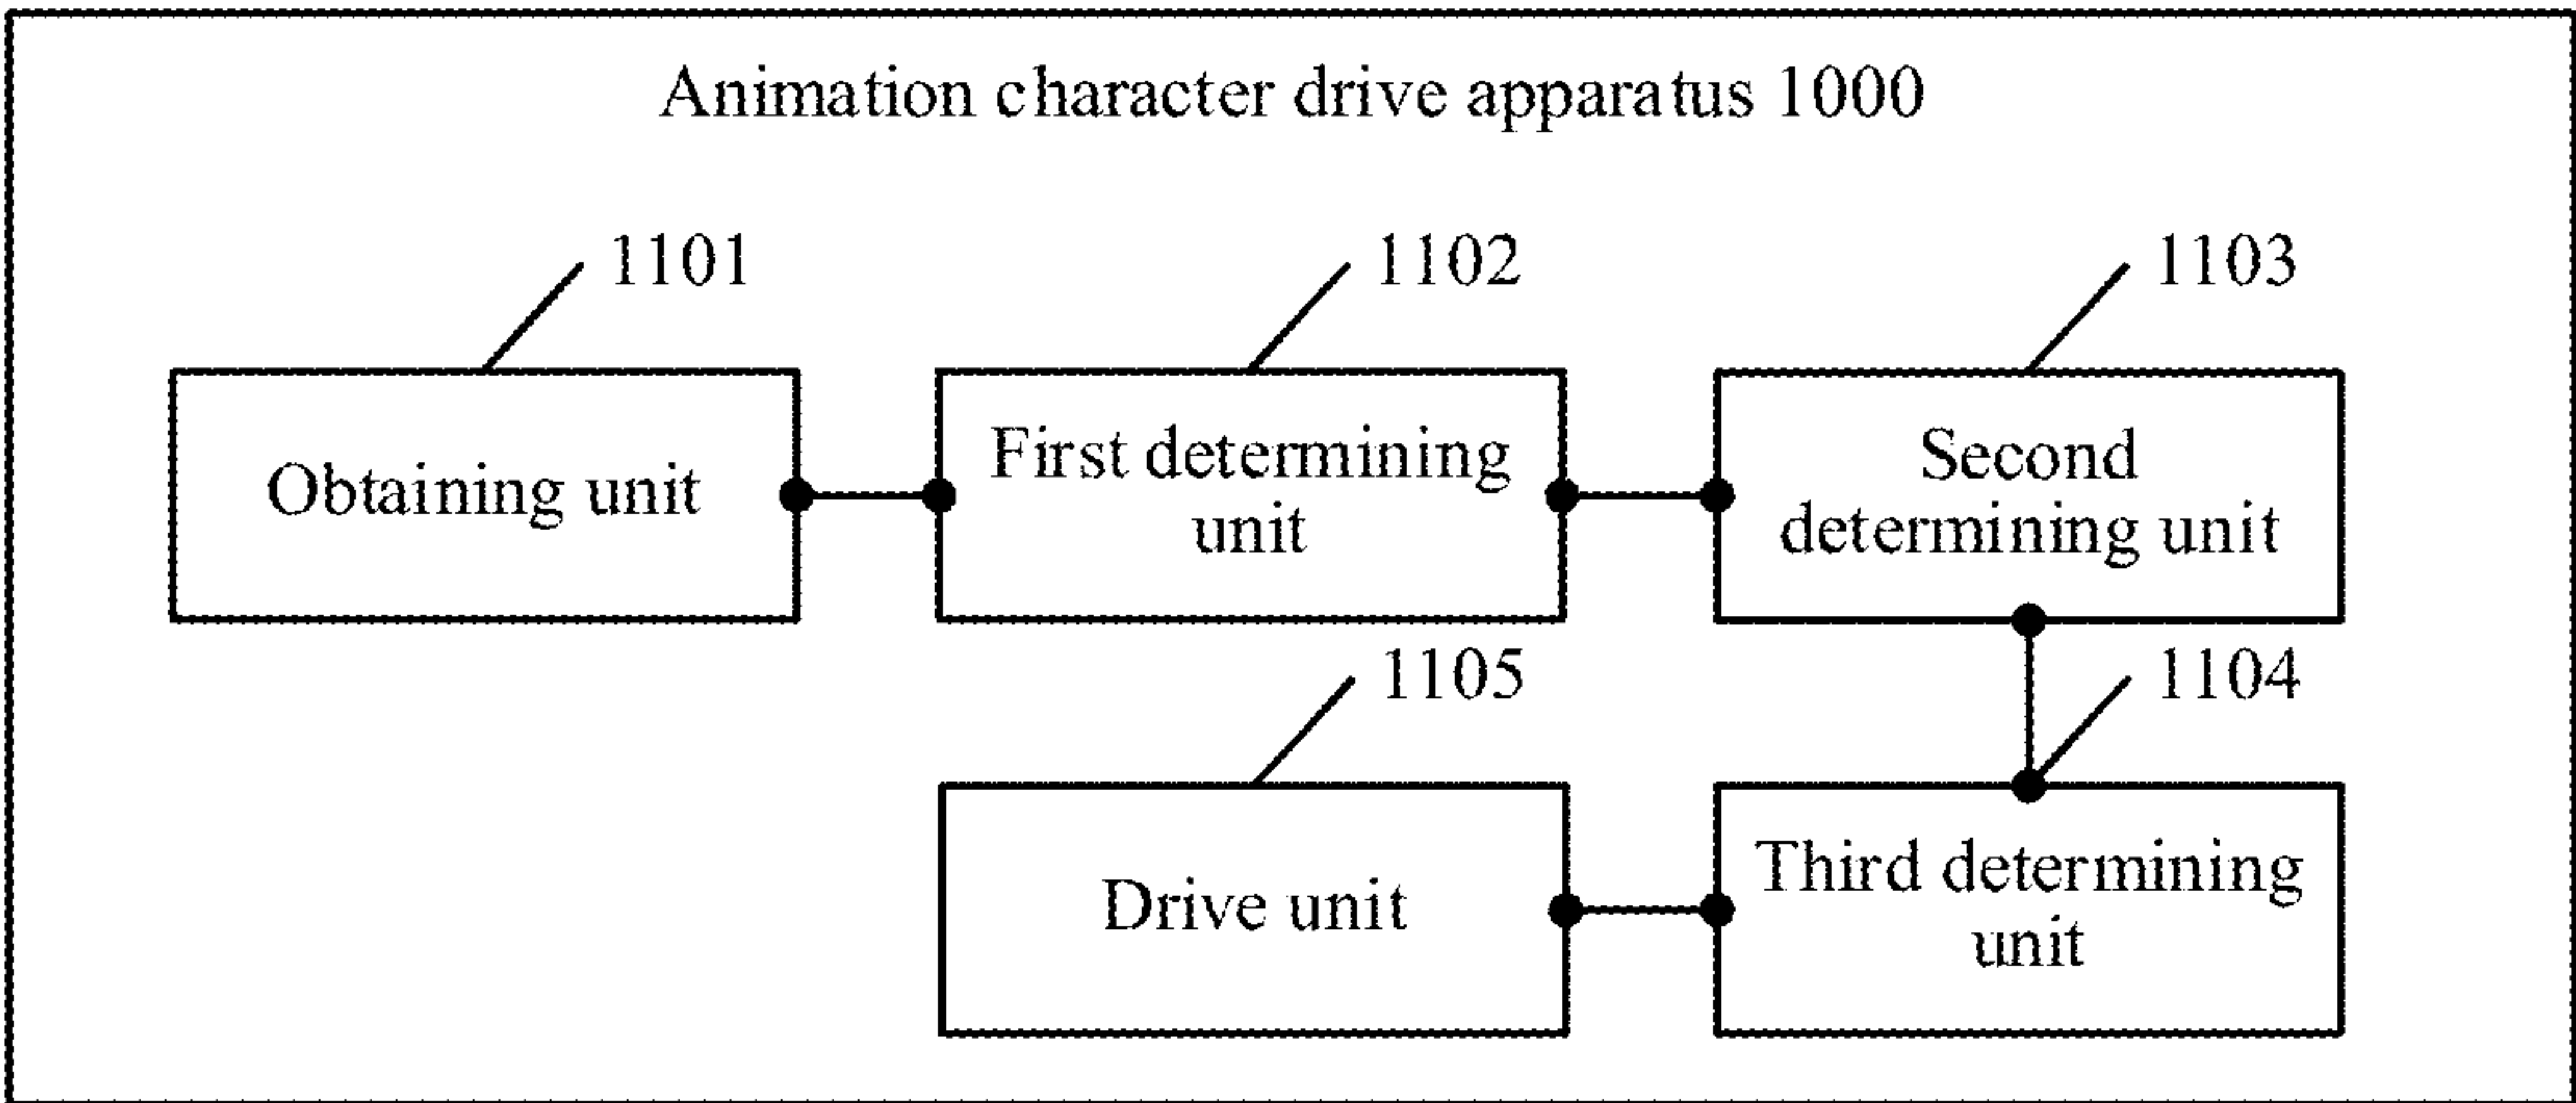 Animation character drive apparatus 1000
1101
1102
1103
Obtaining unit
First determining
unit
Second
determining unit
1105
1104
Drive unit
Third determining
unit